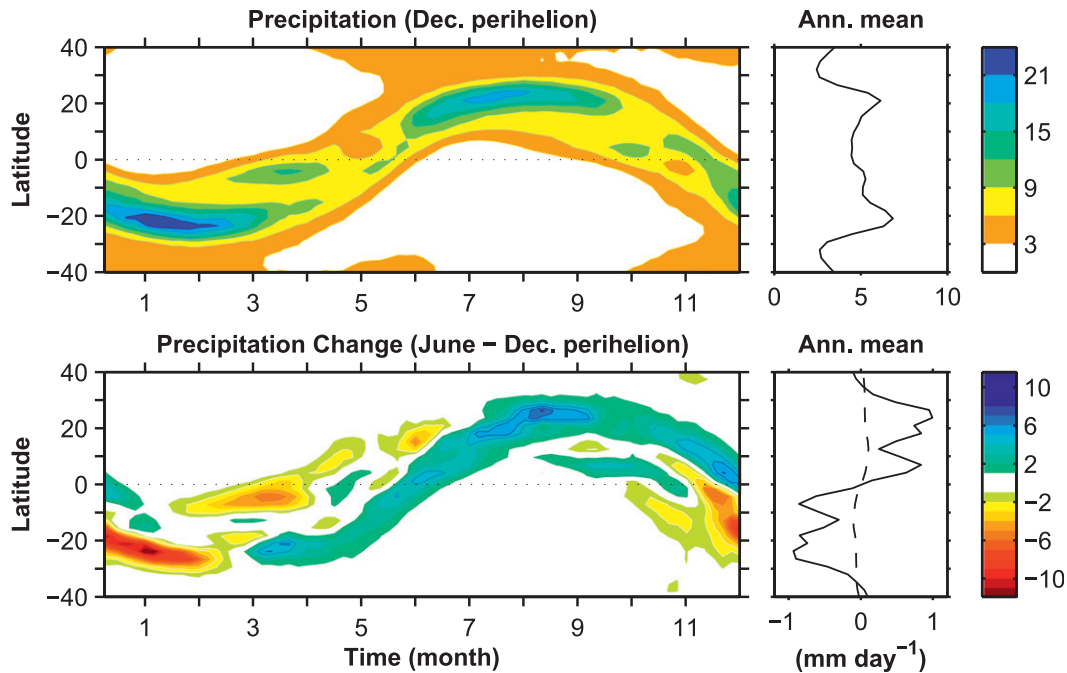 Precipitation (Dec. perihelion)
Ann. mean
Latitude
40
20
0
−20
−40
1 3 5 7 9 11
0 5 10
21
15
9
3
Precipitation Change (June − Dec. perihelion)
Ann. mean
Latitude
40
20
0
−20
−40
1 3 5 7 9 11
Time (month)
−1 0 1
(mm day⁻¹)
10
6
2
−2
−6
−10